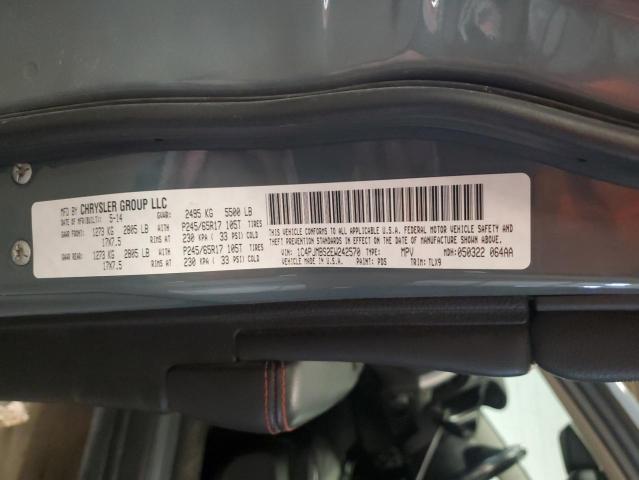 MFD BY CHRYSLER GROUP LLC
DATE OF MFR(BUILT): 5-14 GVWR: 2495 KG 5500 LB
GAWR FRONT: 1273 KG 2805 LB WITH P245/65R17 105T TIRES
17X7.5 RIMS AT 230 KPA ( 33 PSI) COLD
GAWR REAR: 1273 KG 2805 LB WITH P245/65R17 105T TIRES
17X7.5 RIMS AT 230 KPA ( 33 PSI) COLD
THIS VEHICLE CONFORMS TO ALL APPLICABLE U.S.A. FEDERAL MOTOR VEHICLE SAFETY AND
THEFT PREVENTION STANDARDS IN EFFECT ON THE DATE OF MANUFACTURE SHOWN ABOVE.
VIN: 1C4PJMBS2EW242570 TYPE: MPV MDH: 050322 064AA
VEHICLE MADE IN U.S.A. PAINT: PDS TRIM: TLX9